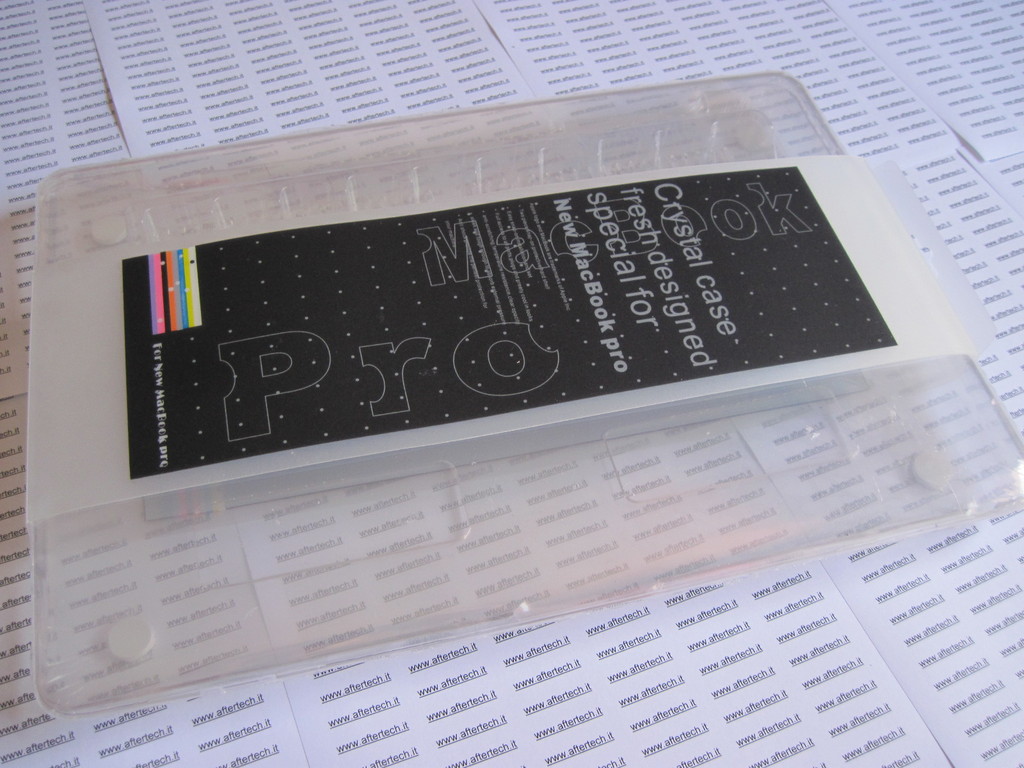 Crystal case
fresh designed
special for
New MacBook pro
MacBook
Pro
For New MacBook pro
www.aftertech.it